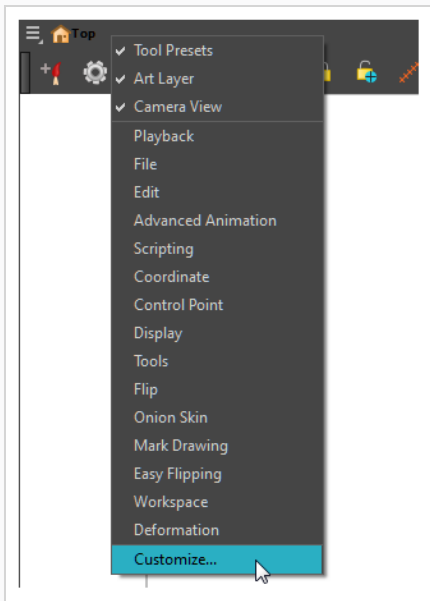 Top
Tool Presets
Art Layer
Camera View
Playback
File
Edit
Advanced Animation
Scripting
Coordinate
Control Point
Display
Tools
Flip
Onion Skin
Mark Drawing
Easy Flipping
Workspace
Deformation
Customize...